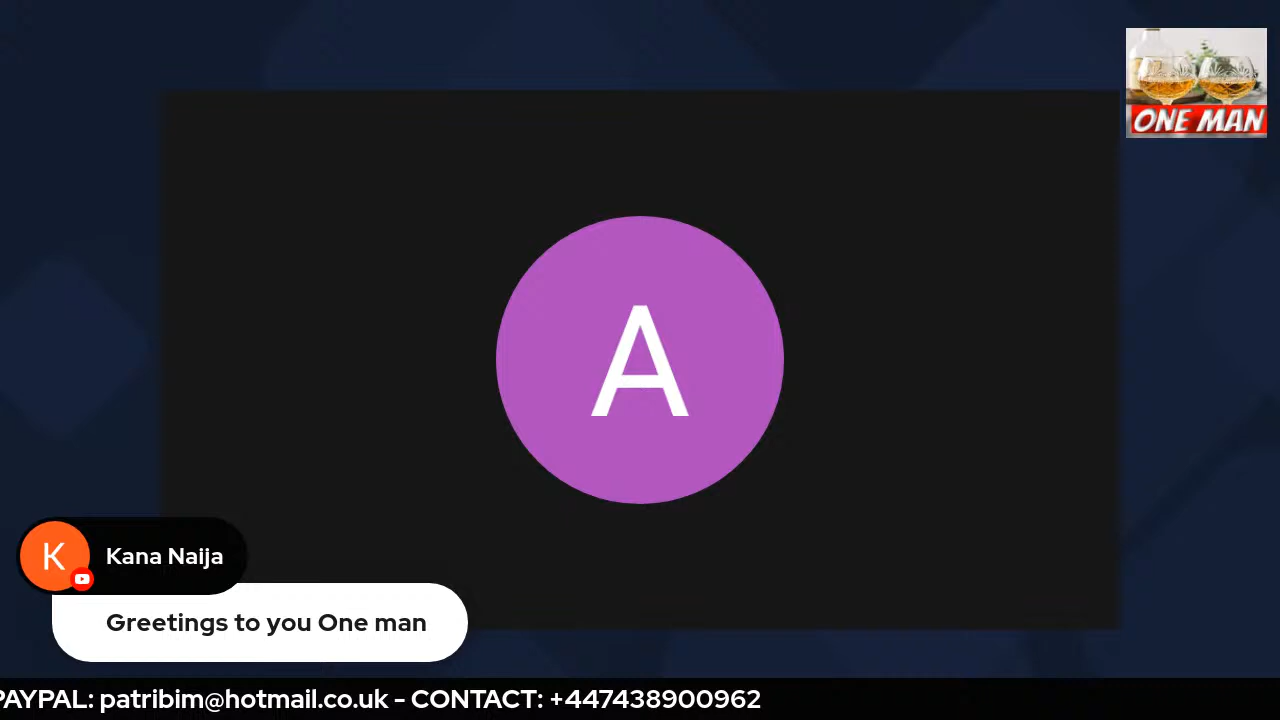 ONE MAN
A
K
Kana Naija
Greetings to you One man
PAYPAL: patribim@hotmail.co.uk - CONTACT: +447438900962